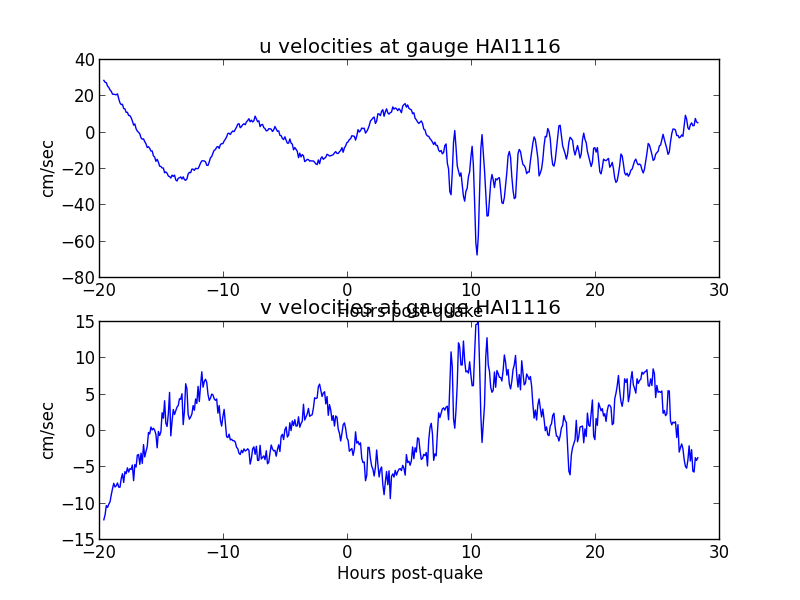 u velocities at gauge HAI1116
40
20
0
−20
−40
−60
−80
cm/sec
−20 −10 0 10 20 30
Hours post-quake
v velocities at gauge HAI1116
15
10
5
0
−5
−10
−15
cm/sec
−20 −10 0 10 20 30
Hours post-quake